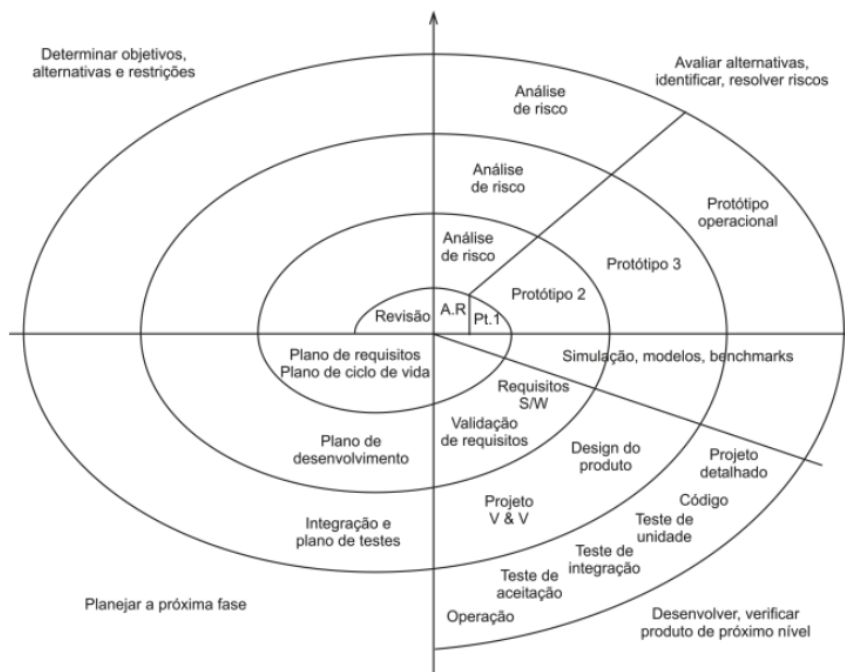 Determinar objetivos,
alternativas e restrições
Avaliar alternativas,
identificar, resolver riscos
Análise
de risco
Análise
de risco
Protótipo
operacional
Análise
de risco
Protótipo 3
Protótipo 2
Revisão
A.R
Pt.1
Plano de requisitos
Plano de ciclo de vida
Simulação, modelos, benchmarks
Requisitos
S/W
Validação
de requisitos
Plano de
desenvolvimento
Design do
produto
Projeto
detalhado
Projeto
V & V
Código
Teste de
unidade
Integração e
plano de testes
Teste de
integração
Teste de
aceitação
Operação
Planejar a próxima fase
Desenvolver, verificar
produto de próximo nível